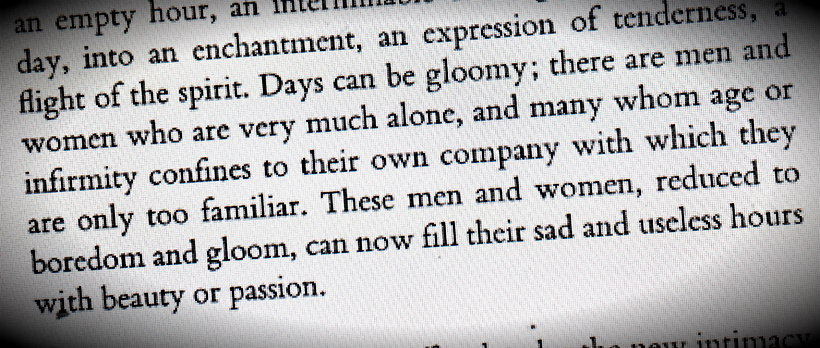 an empty hour, an
day, into an enchantment, an expression of tenderness, a
flight of the spirit. Days can be gloomy; there are men and
women who are very much alone, and many whom age or
infirmity confines to their own company with which they
are only too familiar. These men and women, reduced to
boredom and gloom, can now fill their sad and useless hours
with beauty or passion.
the new intimacy